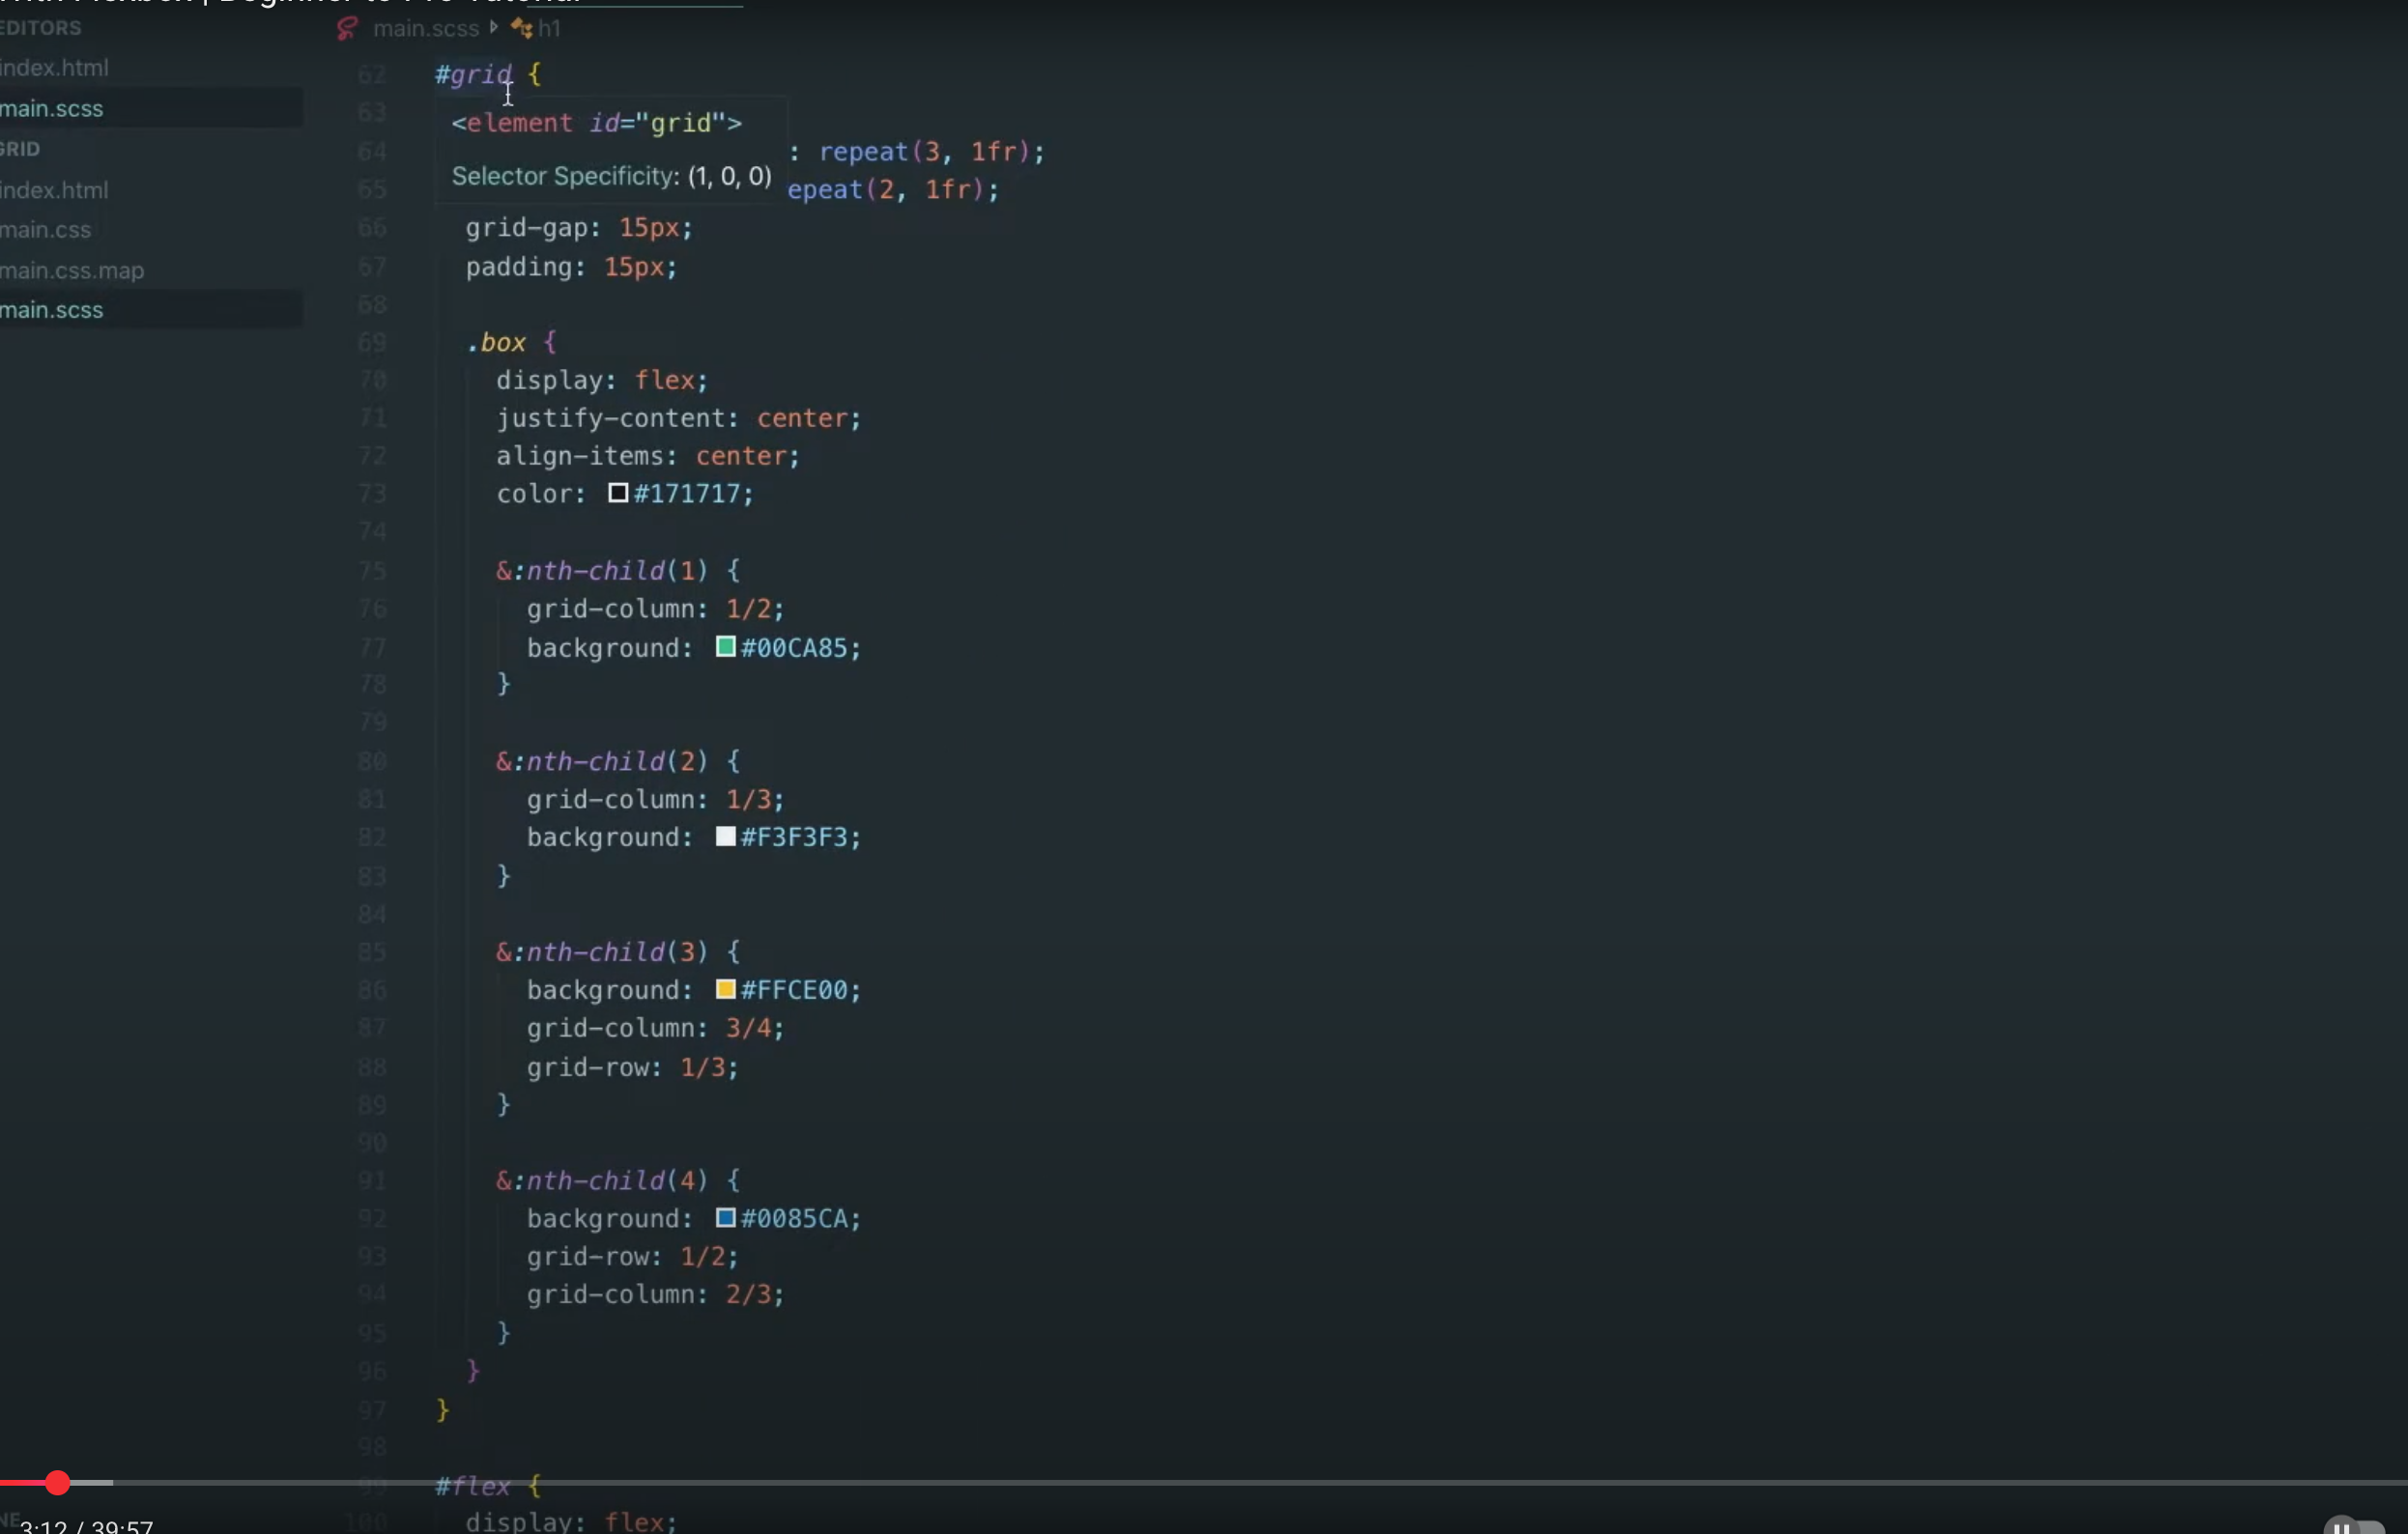 with Flexbox | Beginner to Pro Tutorial
EDITORS
index.html
main.scss
GRID
index.html
main.css
main.css.map
main.scss
main.scss h1
62 #grid {
63
<element id="grid">
64 : repeat(3, 1fr);
Selector Specificity: (1, 0, 0)
65 epeat(2, 1fr);
66 grid-gap: 15px;
67 padding: 15px;
68
69 .box {
70 display: flex;
71 justify-content: center;
72 align-items: center;
73 color: #171717;
74
75 &:nth-child(1) {
76 grid-column: 1/2;
77 background: #00CA85;
78 }
79
80 &:nth-child(2) {
81 grid-column: 1/3;
82 background: #F3F3F3;
83 }
84
85 &:nth-child(3) {
86 background: #FFCE00;
87 grid-column: 3/4;
88 grid-row: 1/3;
89 }
90
91 &:nth-child(4) {
92 background: #0085CA;
93 grid-row: 1/2;
94 grid-column: 2/3;
95 }
96 }
97 }
98
99 #flex {
100 display: flex;
NE
3:12 / 39:57